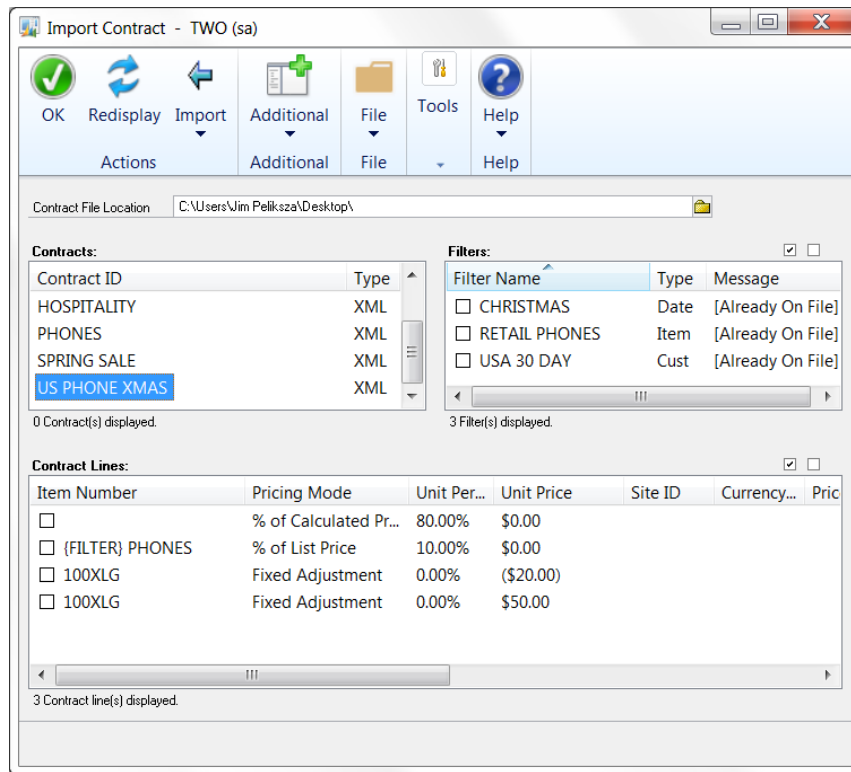 Import Contract - TWO (sa)
OK Redisplay Import Additional File Tools Help
Actions Additional File Help
Contract File Location C:\Users\Jim Peliksza\Desktop\
Contracts: Filters:
Contract ID Type Filter Name Type Message
HOSPITALITY XML CHRISTMAS Date [Already On File]
PHONES XML RETAIL PHONES Item [Already On File]
SPRING SALE XML USA 30 DAY Cust [Already On File]
US PHONE XMAS XML
0 Contract(s) displayed. 3 Filter(s) displayed.
Contract Lines:
Item Number Pricing Mode Unit Per... Unit Price Site ID Currency... Pric
% of Calculated Pr... 80.00% $0.00
{FILTER} PHONES % of List Price 10.00% $0.00
100XLG Fixed Adjustment 0.00% ($20.00)
100XLG Fixed Adjustment 0.00% $50.00
3 Contract line(s) displayed.